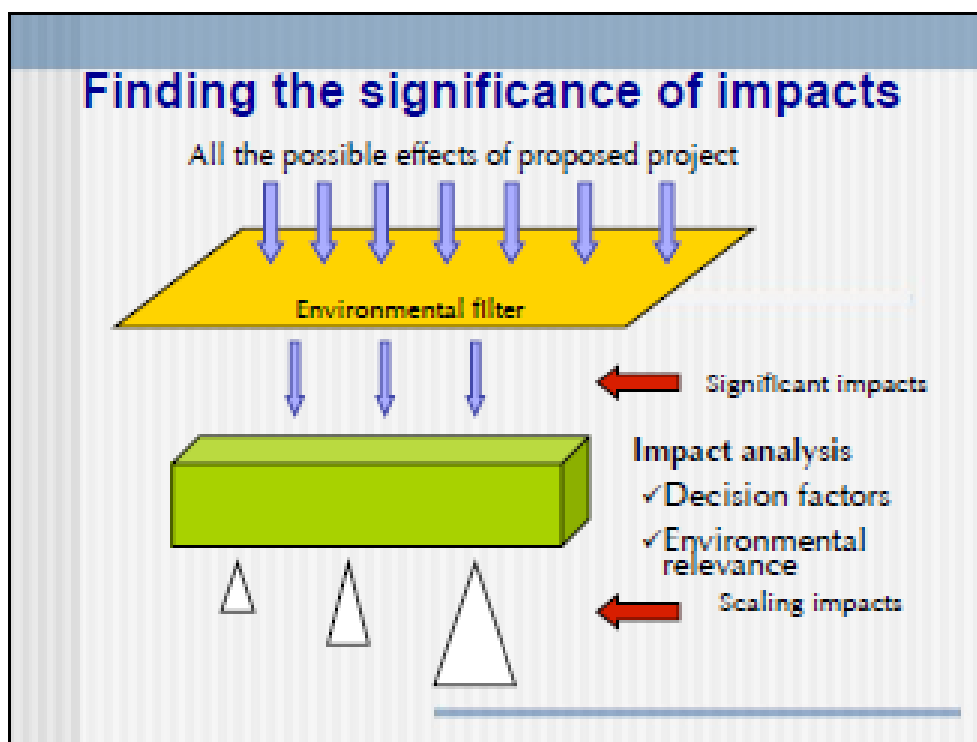 Finding the significance of impacts
All the possible effects of proposed project
Environmental filter
Significant impacts
Impact analysis
✓Decision factors
✓Environmental
relevance
Scaling impacts